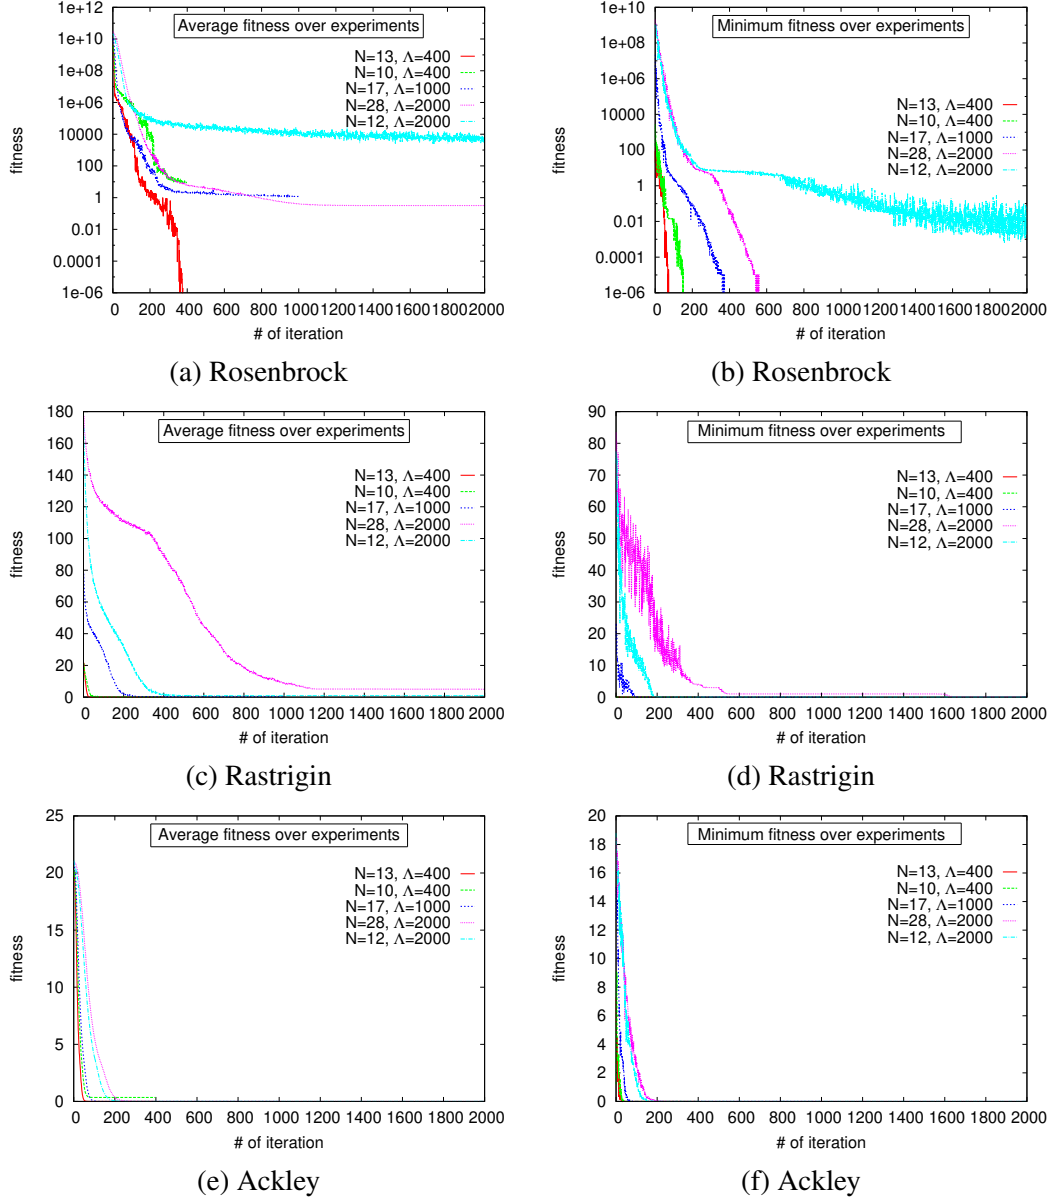 Average fitness over experiments
1e+12
1e+10
1e+08
1e+06
10000
100
1
0.01
0.0001
1e-06
fitness
N=13, Λ=400
N=10, Λ=400
N=17, Λ=1000
N=28, Λ=2000
N=12, Λ=2000
0 200 400 600 800 1000 1200 1400 1600 1800 2000
# of iteration
(a) Rosenbrock
Minimum fitness over experiments
1e+10
1e+08
1e+06
10000
100
1
0.01
0.0001
1e-06
fitness
N=13, Λ=400
N=10, Λ=400
N=17, Λ=1000
N=28, Λ=2000
N=12, Λ=2000
0 200 400 600 800 1000 1200 1400 1600 1800 2000
# of iteration
(b) Rosenbrock
Average fitness over experiments
180
160
140
120
100
80
60
40
20
0
fitness
N=13, Λ=400
N=10, Λ=400
N=17, Λ=1000
N=28, Λ=2000
N=12, Λ=2000
0 200 400 600 800 1000 1200 1400 1600 1800 2000
# of iteration
(c) Rastrigin
Minimum fitness over experiments
90
80
70
60
50
40
30
20
10
0
fitness
N=13, Λ=400
N=10, Λ=400
N=17, Λ=1000
N=28, Λ=2000
N=12, Λ=2000
0 200 400 600 800 1000 1200 1400 1600 1800 2000
# of iteration
(d) Rastrigin
Average fitness over experiments
25
20
15
10
5
0
fitness
N=13, Λ=400
N=10, Λ=400
N=17, Λ=1000
N=28, Λ=2000
N=12, Λ=2000
0 200 400 600 800 1000 1200 1400 1600 1800 2000
# of iteration
(e) Ackley
Minimum fitness over experiments
20
18
16
14
12
10
8
6
4
2
0
fitness
N=13, Λ=400
N=10, Λ=400
N=17, Λ=1000
N=28, Λ=2000
N=12, Λ=2000
0 200 400 600 800 1000 1200 1400 1600 1800 2000
# of iteration
(f) Ackley